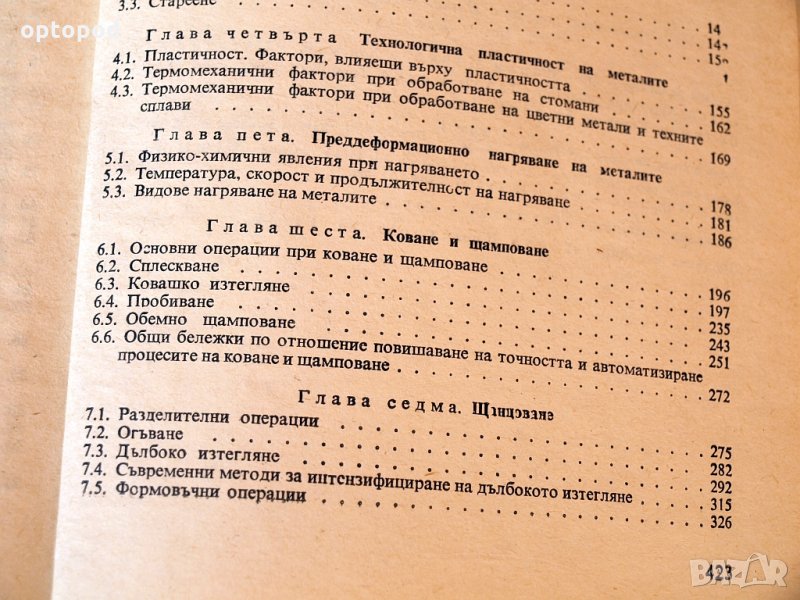 3.3. Стареене
14
optopo
Глава четвърта Технологична пластичност на металите
4.1. Пластичност. Фактори, влияещи върху пластичността
4.2. Термомеханични фактори при обработване на стомани 155
4.3. Термомеханични фактори при обработване на цветни метали и техните 162
сплави 169
Глава пета. Преддеформационно нагряване на металите
5.1. Физико-химични явления при нагряването 178
5.2. Температура, скорост и продължителност на нагряване 181
5.3. Видове нагряване на металите 186
Глава шеста. Коване и щамповане
6.1. Основни операции при коване и щамповане 196
6.2. Сплескване 197
6.3. Ковашко изтегляне 235
6.4. Пробиване 243
6.5. Обемно щамповане 251
6.6. Общи бележки по отношение повишаване на точността и автоматизиране
процесите на коване и щамповане 272
Глава седма.
7.1. Разделителни операции 275
7.2. Огъване 282
7.3. Дълбоко изтегляне 292
7.4. Съвременни методи за интензифициране на дълбокото изтегляне 315
7.5. Формовъчни операции 326
423
BAZAR